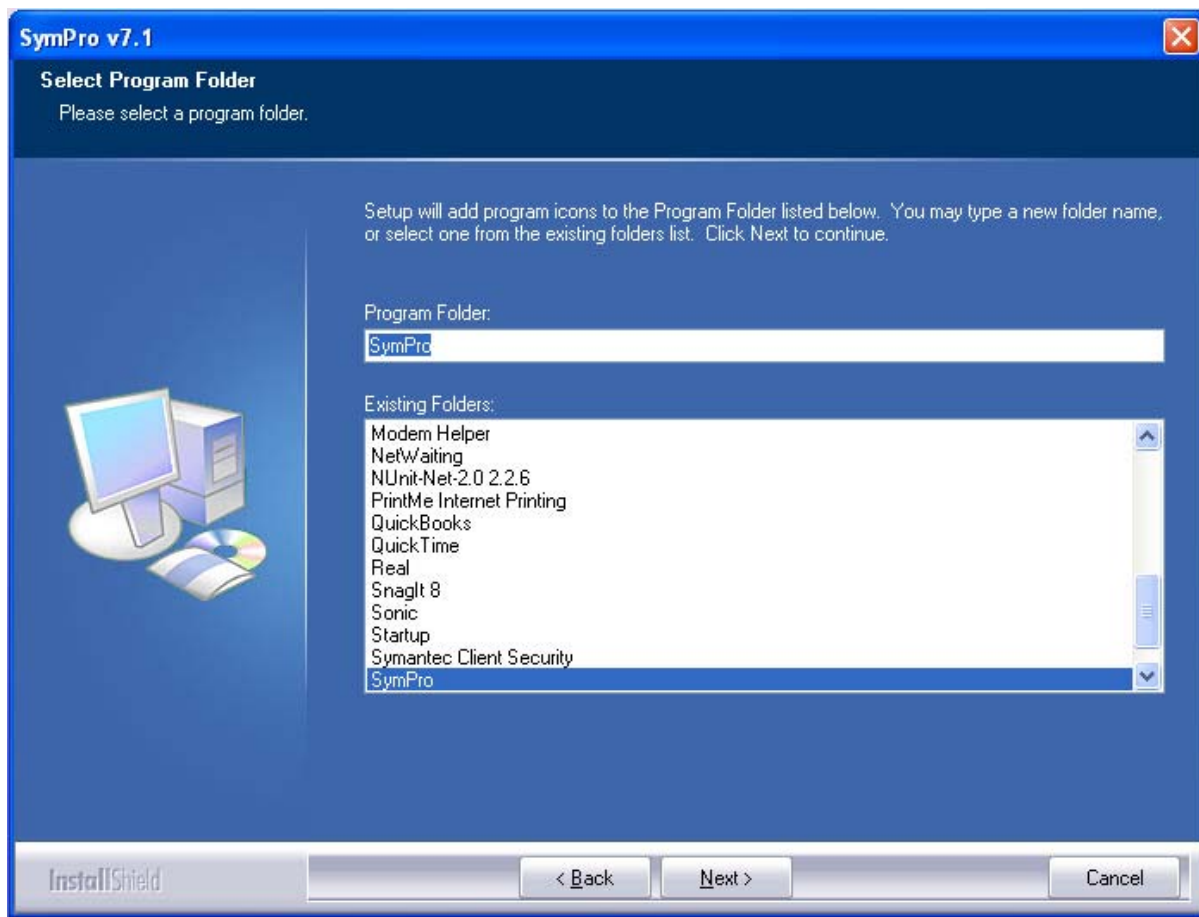 SymPro v7.1
Select Program Folder
Please select a program folder.
Setup will add program icons to the Program Folder listed below. You may type a new folder name,
or select one from the existing folders list. Click Next to continue.
Program Folder:
SymPro
Existing Folders:
Modem Helper
NetWaiting
NUnit-Net-2.0 2.2.6
PrintMe Internet Printing
QuickBooks
QuickTime
Real
SnagIt 8
Sonic
Startup
Symantec Client Security
SymPro
InstallShield
< Back
Next >
Cancel